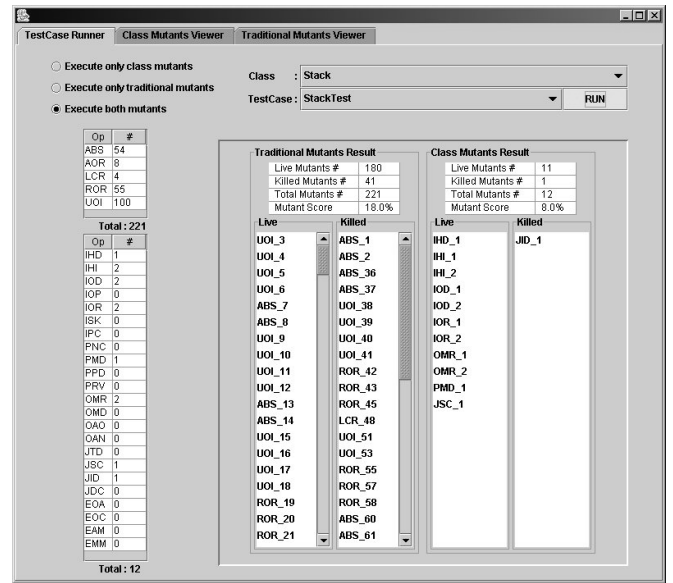 TestCase Runner Class Mutants Viewer Traditional Mutants Viewer
Execute only class mutants
Execute only traditional mutants
Execute both mutants
Class : Stack
TestCase : StackTest RUN
Op #
ABS 54
AOR 8
LCR 4
ROR 55
UOI 100
Total : 221
Op #
IHD 1
IHI 2
IOD 2
IOP 0
IOR 2
ISK 0
IPC 0
PNC 0
PMD 1
PPD 0
PRV 0
OMR 2
OMD 0
OAO 0
OAN 0
JTD 0
JSC 1
JID 1
JDC 0
EOA 0
EOC 0
EAM 0
EMM 0
Total : 12
Traditional Mutants Result
Live Mutants # 180
Killed Mutants # 41
Total Mutants # 221
Mutant Score 18.0%
Live Killed
UOI_3 ABS_1
UOI_4 ABS_2
UOI_5 ABS_36
UOI_6 ABS_37
ABS_7 UOI_38
ABS_8 UOI_39
UOI_9 UOI_40
UOI_10 UOI_41
UOI_11 ROR_42
UOI_12 ROR_43
ABS_13 ROR_45
ABS_14 LCR_48
UOI_15 UOI_51
UOI_16 UOI_53
UOI_17 ROR_55
UOI_18 ROR_57
ROR_19 ROR_58
ROR_20 ABS_60
ROR_21 ABS_61
Class Mutants Result
Live Mutants # 11
Killed Mutants # 1
Total Mutants # 12
Mutant Score 8.0%
Live Killed
IHD_1 JID_1
IHI_1
IHI_2
IOD_1
IOD_2
IOR_1
IOR_2
OMR_1
OMR_2
PMD_1
JSC_1